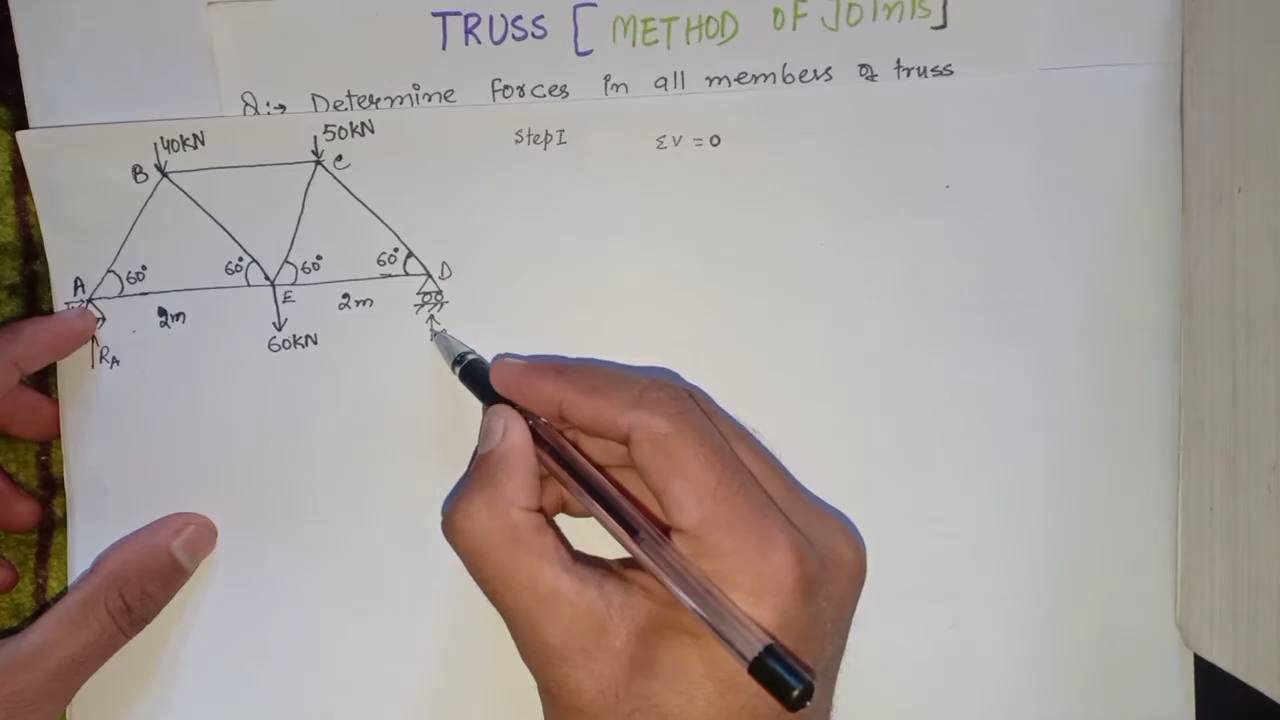 TRUSS [ METHOD OF JOINTS]
Q:→ Determine forces in all members of truss
40KN
50KN
Step I ΣV = 0
B
C
A
60°
60°
60°
60°
D
E
2m
2m
60KN
RA